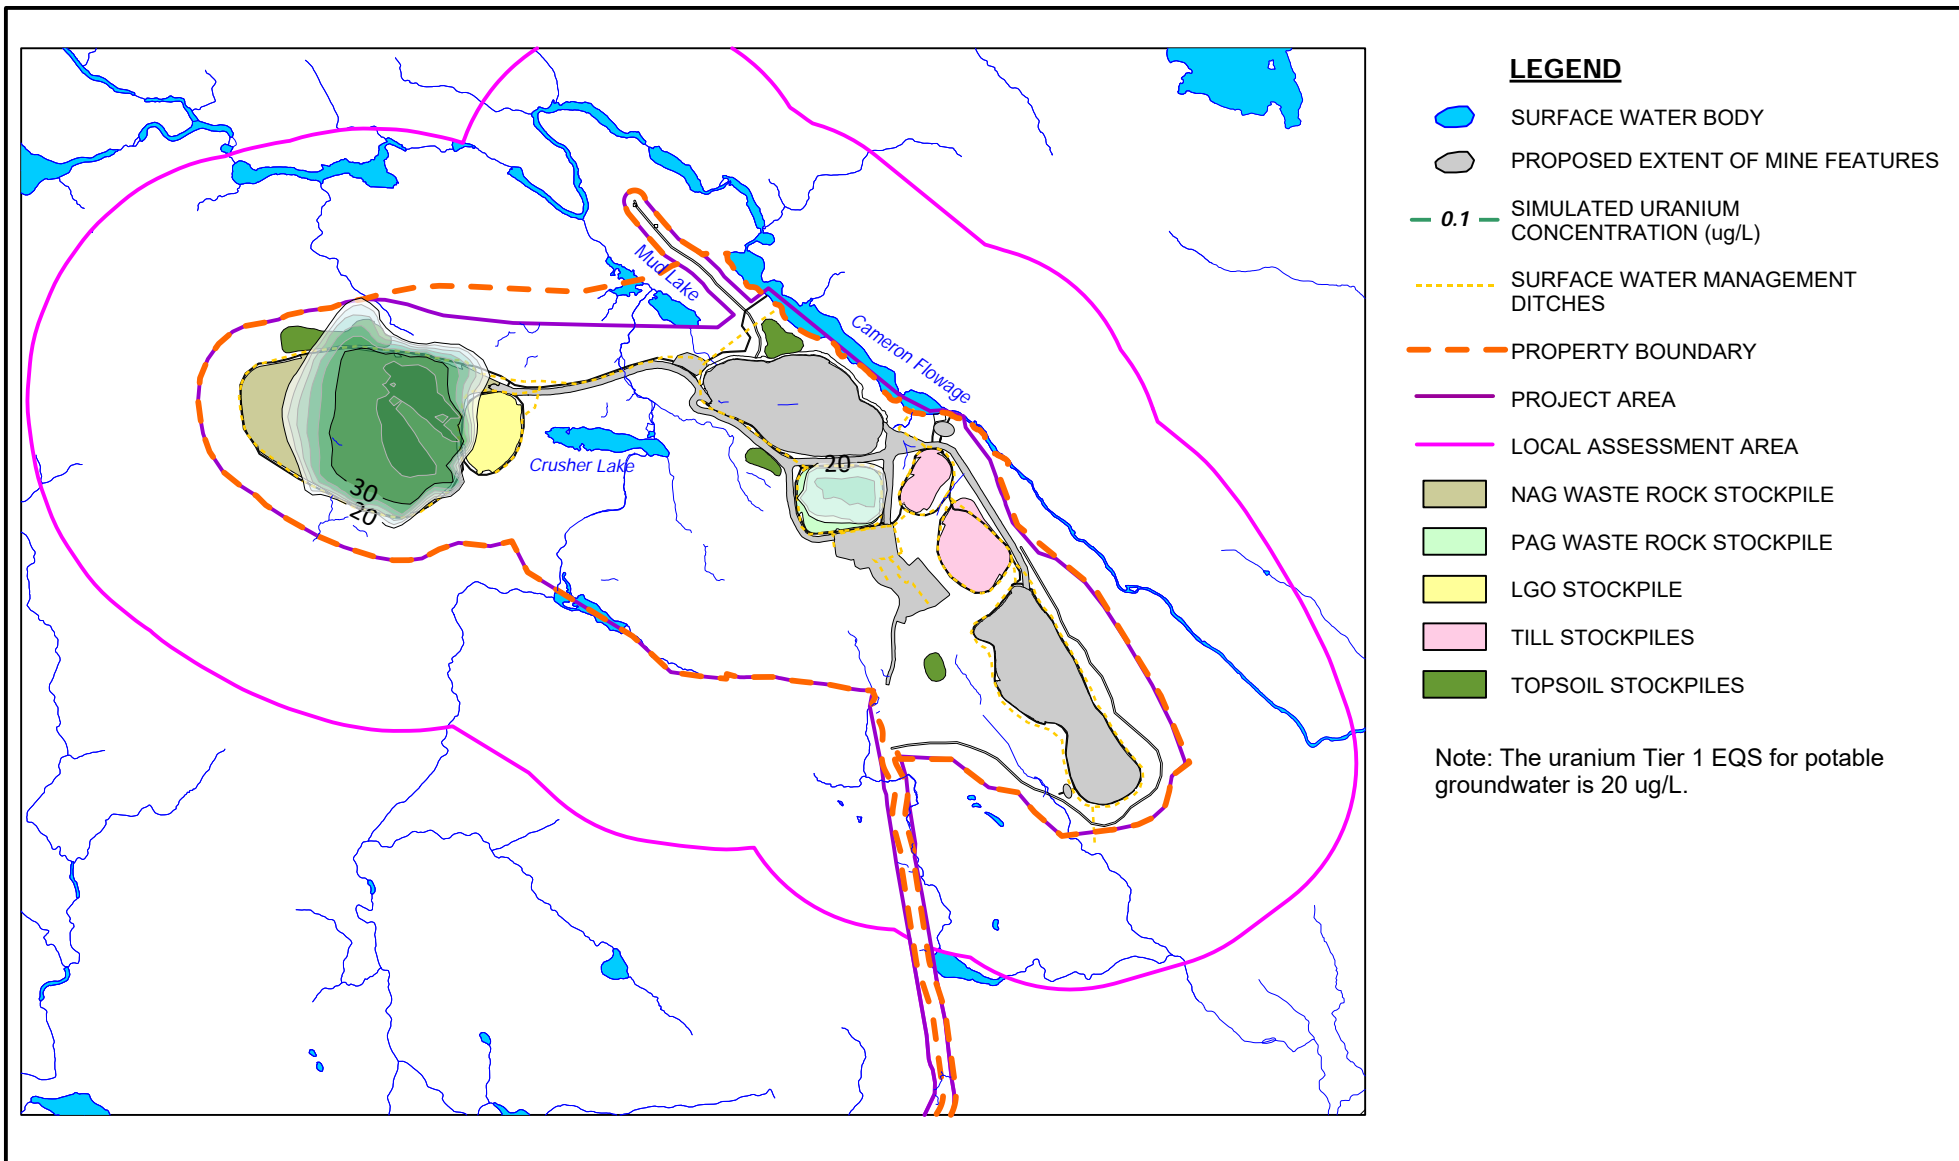 LEGEND
SURFACE WATER BODY
PROPOSED EXTENT OF MINE FEATURES
0.1
SIMULATED URANIUM
CONCENTRATION (ug/L)
SURFACE WATER MANAGEMENT
DITCHES
PROPERTY BOUNDARY
PROJECT AREA
LOCAL ASSESSMENT AREA
NAG WASTE ROCK STOCKPILE
PAG WASTE ROCK STOCKPILE
LGO STOCKPILE
TILL STOCKPILES
TOPSOIL STOCKPILES
Note: The uranium Tier 1 EQS for potable
groundwater is 20 ug/L.
Mud Lake
Cameron Flowage
Crusher Lake
20
30
20